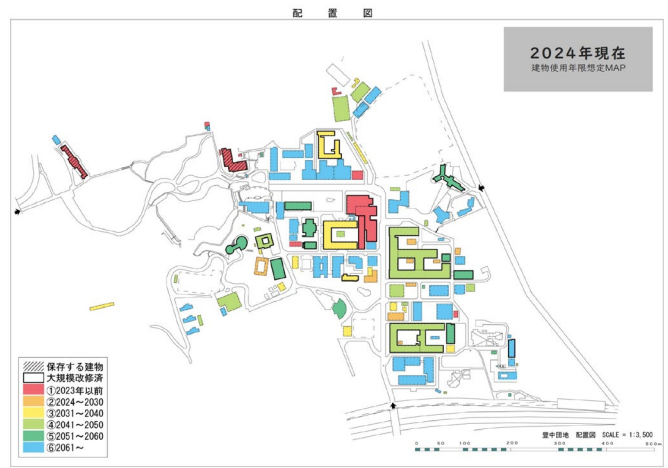 配 置 図
2024年現在
建物使用年限想定MAP
保存する建物
大規模改修済
①2023年以前
②2024～2030
③2031～2040
④2041～2050
⑤2051～2060
⑥2061～
豊中団地 配置図 SCALE = 1:3,500
0 50 100 200 300 400 500m